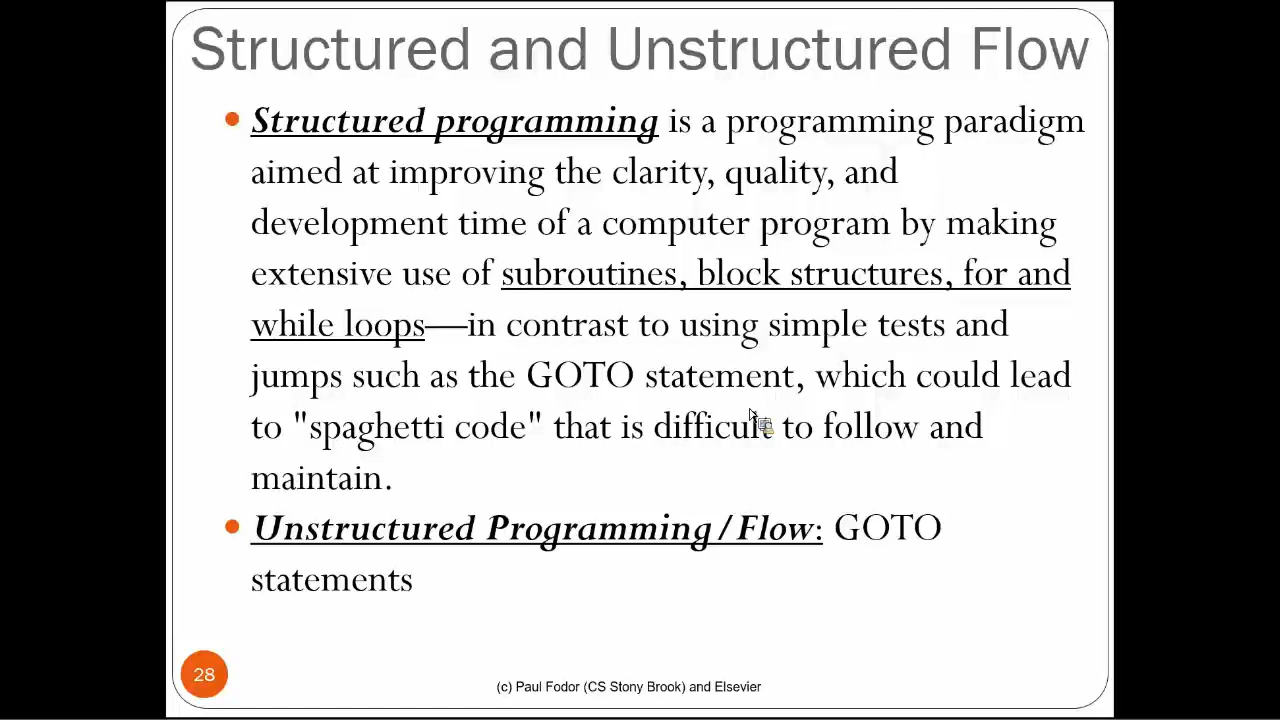 Structured and Unstructured Flow
• Structured programming is a programming paradigm
aimed at improving the clarity, quality, and
development time of a computer program by making
extensive use of subroutines, block structures, for and
while loops—in contrast to using simple tests and
jumps such as the GOTO statement, which could lead
to "spaghetti code" that is difficult to follow and
maintain.
• Unstructured Programming/Flow: GOTO
statements
28
(c) Paul Fodor (CS Stony Brook) and Elsevier